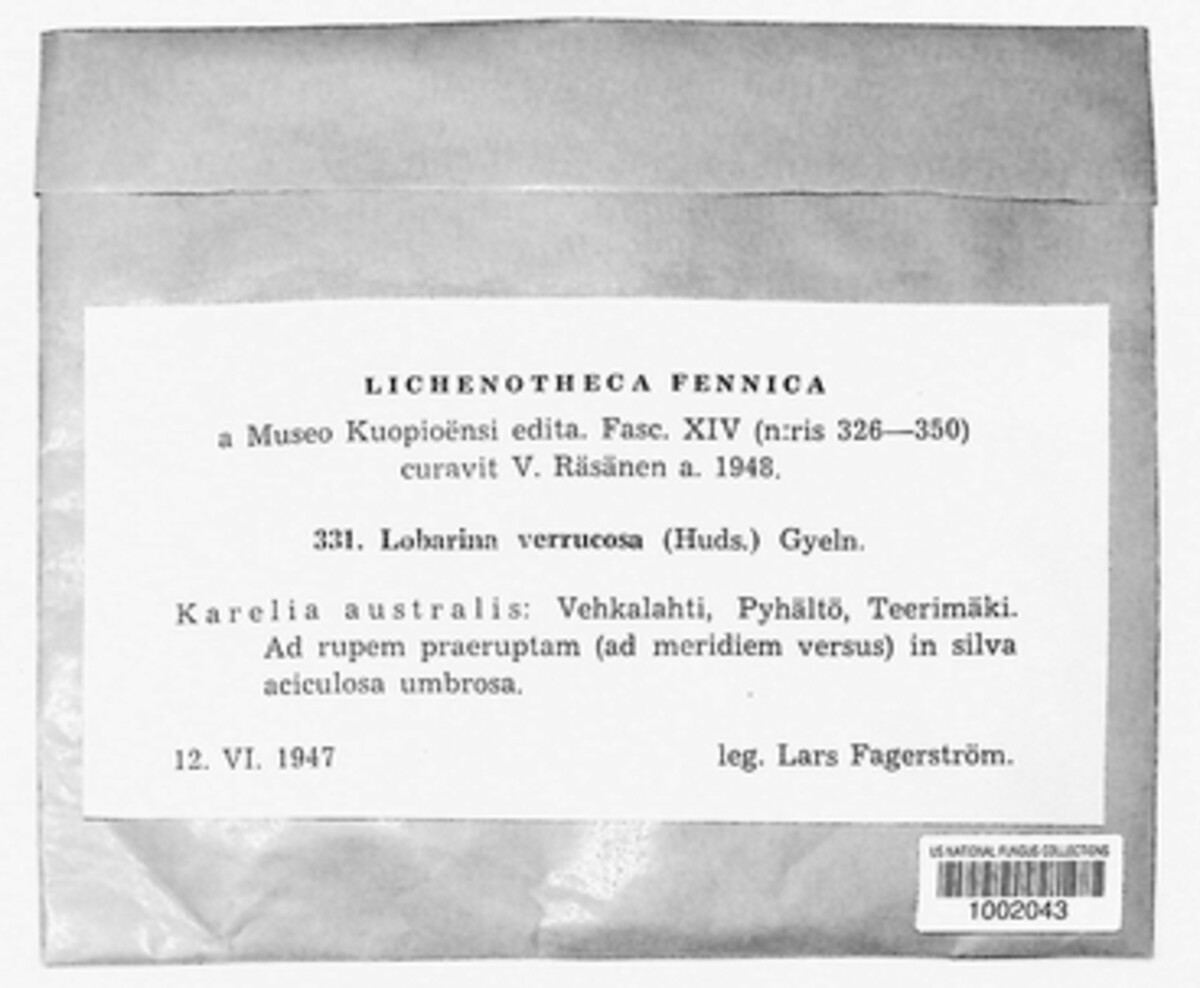 LICHENOTHECA FENNICA
a Museo Kuopioënsi edita. Fasc. XIV (n:ris 326—350)
curavit V. Räsänen a. 1948.
331. Lobarina verrucosa (Huds.) Gyeln.
Karelia australis: Vehkalahti, Pyhältö, Teerimäki.
Ad rupem praeruptam (ad meridiem versus) in silva
aciculosa umbrosa.
12. VI. 1947 leg. Lars Fagerström.
US NATIONAL FUNGUS COLLECTIONS
1002043